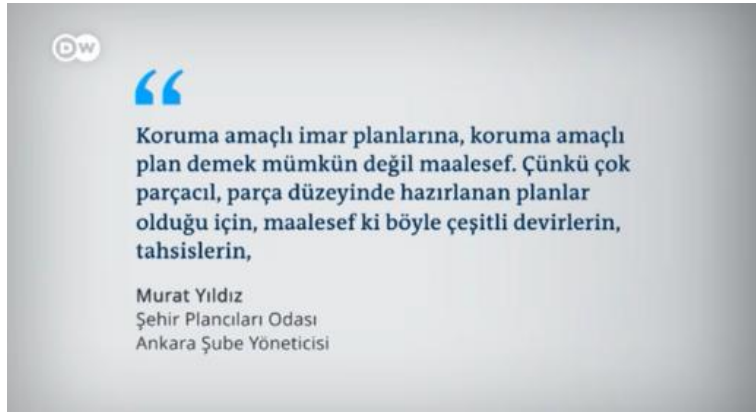 DW
“
Koruma amaçlı imar planlarına, koruma amaçlı
plan demek mümkün değil maalesef. Çünkü çok
parçacıl, parça düzeyinde hazırlanan planlar
olduğu için, maalesef ki böyle çeşitli devirlerin,
tahsislerin,
Murat Yıldız
Şehir Plancıları Odası
Ankara Şube Yöneticisi